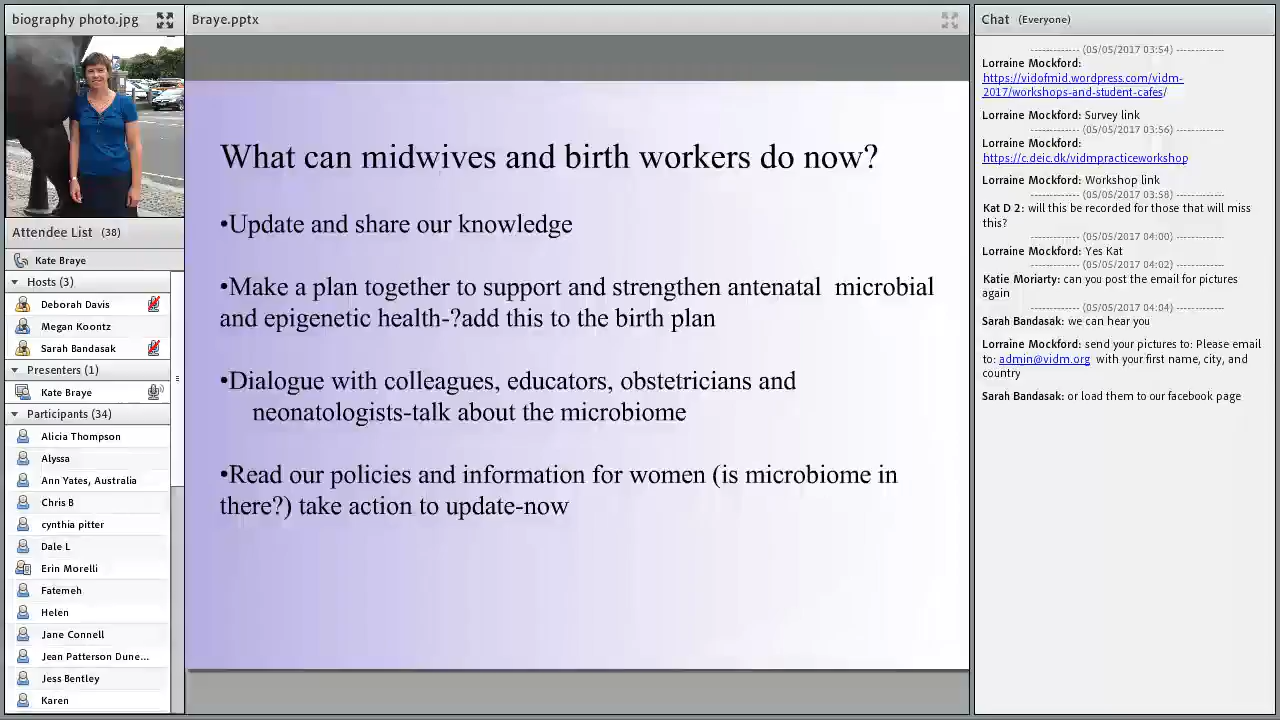 biography photo.jpg
Attendee List (38)
Kate Braye
Hosts (3)
Deborah Davis
Megan Koontz
Sarah Bandasak
Presenters (1)
Kate Braye
Participants (34)
Alicia Thompson
Alyssa
Ann Yates, Australia
Chris B
cynthia pitter
Dale L
Erin Morelli
Fatemeh
Helen
Jane Connell
Jean Patterson Dune...
Jess Bentley
Karen
Braye.pptx
What can midwives and birth workers do now?
•Update and share our knowledge
•Make a plan together to support and strengthen antenatal  microbial
and epigenetic health-?add this to the birth plan
•Dialogue with colleagues, educators, obstetricians and
neonatologists-talk about the microbiome
•Read our policies and information for women (is microbiome in
there?) take action to update-now
Chat (Everyone)
------------- (05/05/2017 03:54) -------------
Lorraine Mockford:
https://vidofmid.wordpress.com/vidm-
2017/workshops-and-student-cafes/
Lorraine Mockford: Survey link
------------- (05/05/2017 03:56) -------------
Lorraine Mockford:
https://c.deic.dk/vidmpracticeworkshop
Lorraine Mockford: Workshop link
------------- (05/05/2017 03:58) -------------
Kat D 2: will this be recorded for those that will miss
this?
------------- (05/05/2017 04:00) -------------
Lorraine Mockford: Yes Kat
------------- (05/05/2017 04:02) -------------
Katie Moriarty: can you post the email for pictures
again
------------- (05/05/2017 04:04) -------------
Sarah Bandasak: we can hear you
Lorraine Mockford: send your pictures to: Please email
to: admin@vidm.org with your first name, city, and
country
Sarah Bandasak: or load them to our facebook page